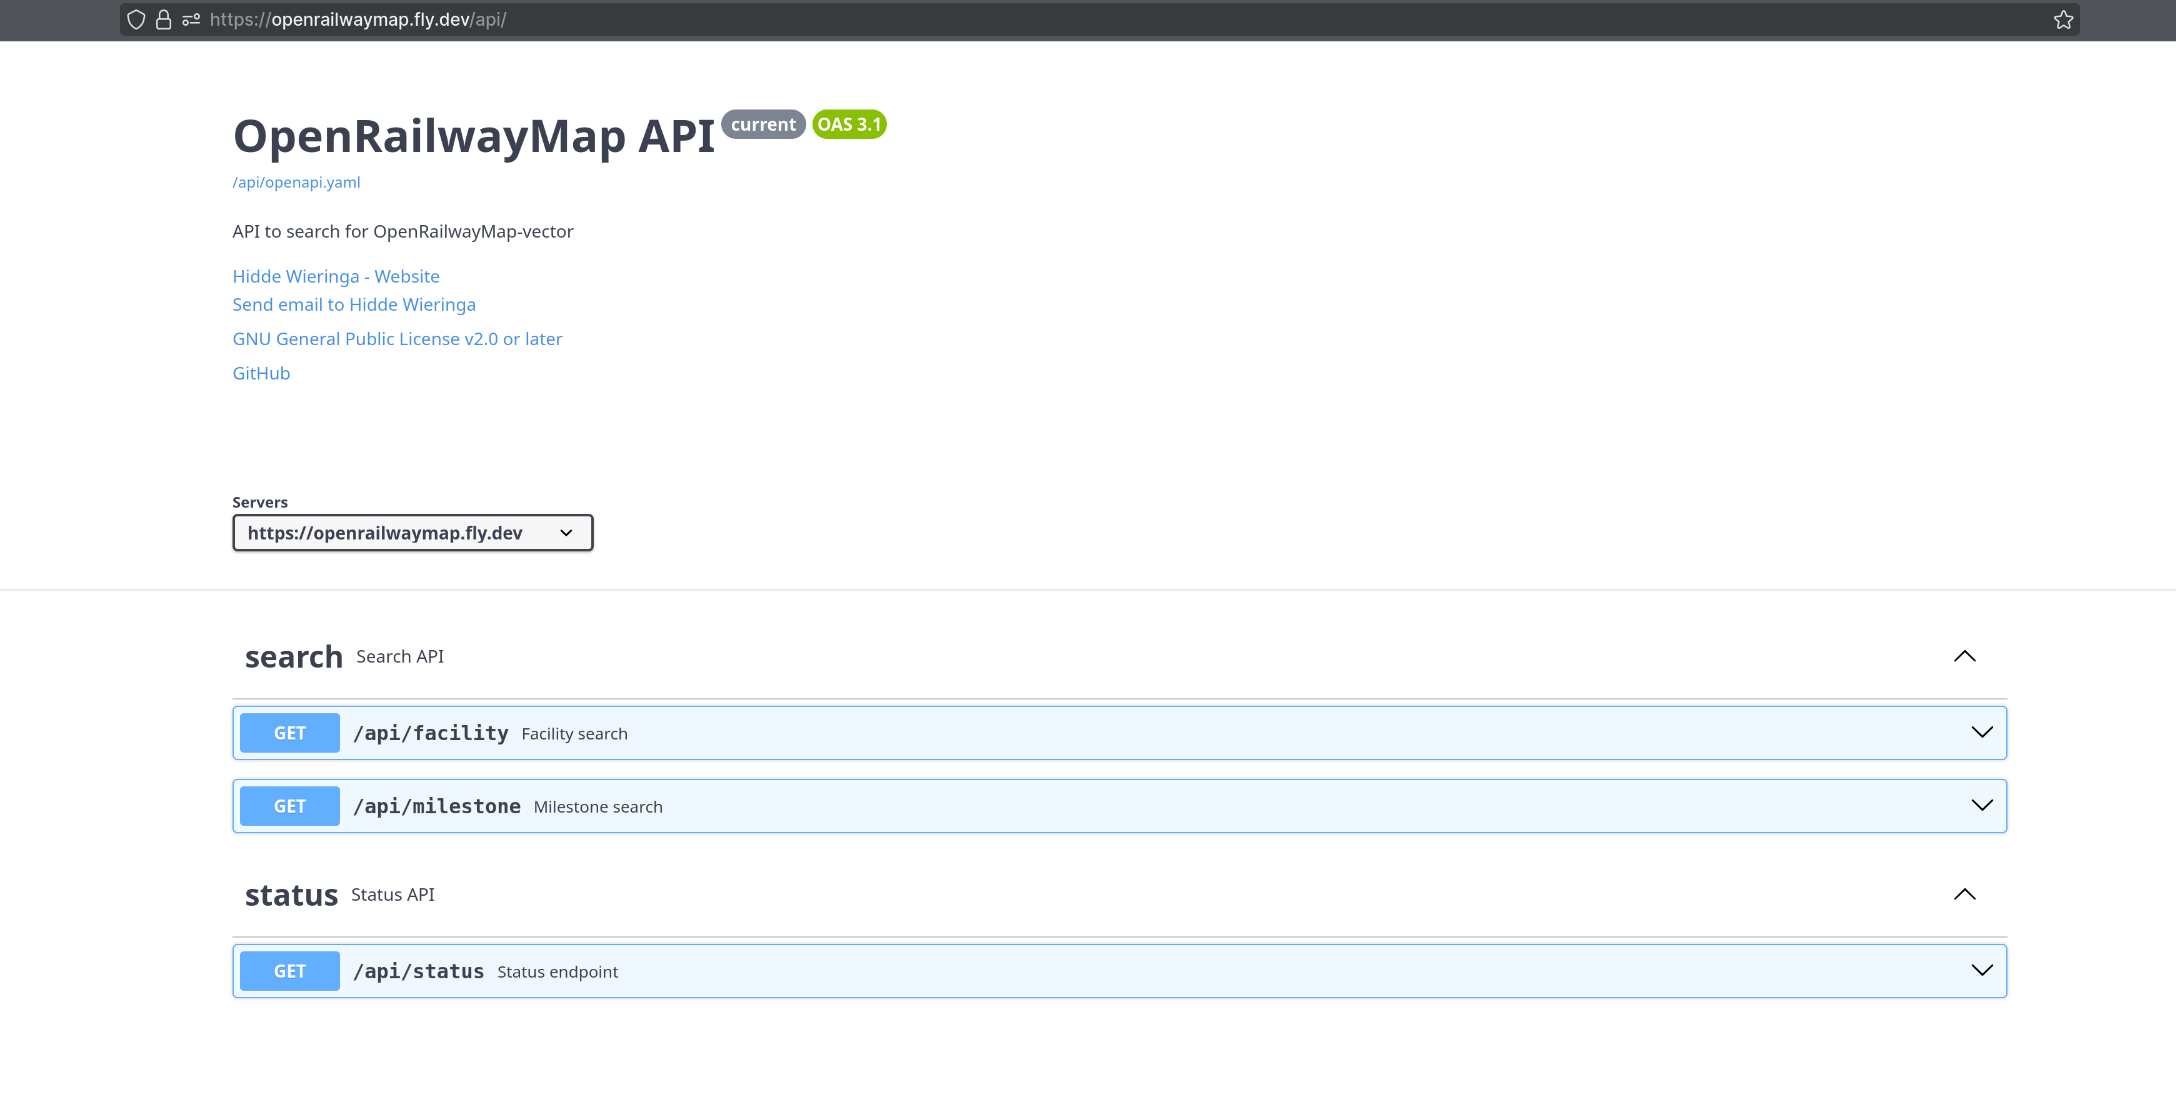 https://openrailwaymap.fly.dev/api/
OpenRailwayMap API current OAS 3.1
/api/openapi.yaml
API to search for OpenRailwayMap-vector
Hidde Wieringa - Website
Send email to Hidde Wieringa
GNU General Public License v2.0 or later
GitHub
Servers
https://openrailwaymap.fly.dev
search Search API
GET /api/facility Facility search
GET /api/milestone Milestone search
status Status API
GET /api/status Status endpoint